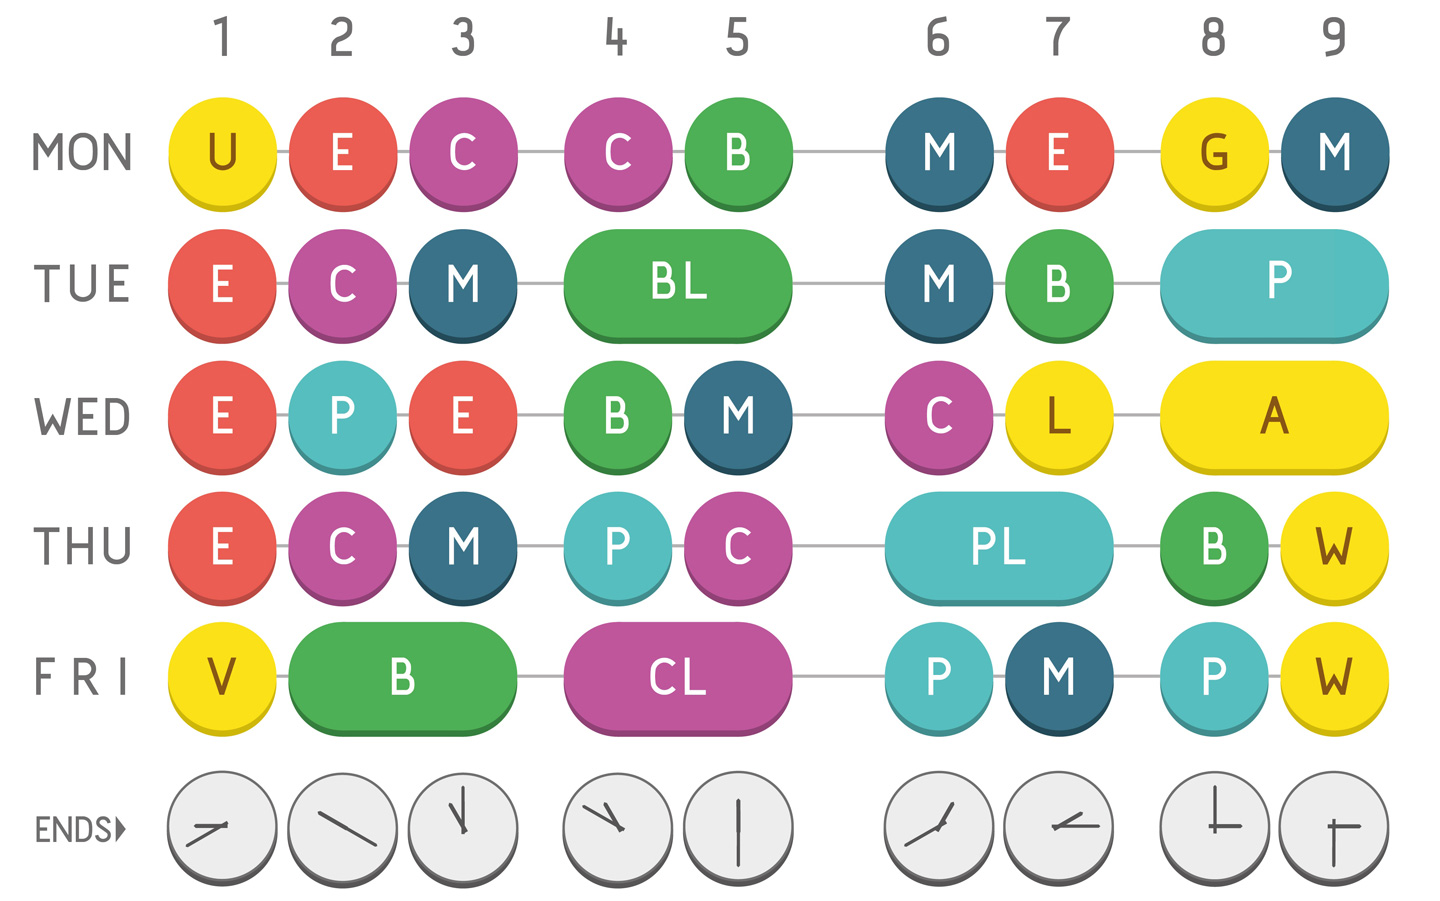 1 2 3 4 5 6 7 8 9
MON U E C C B M E G M
TUE E C M BL M B P
WED E P E B M C L A
THU E C M P C PL B W
FRI V B CL P M P W
ENDS